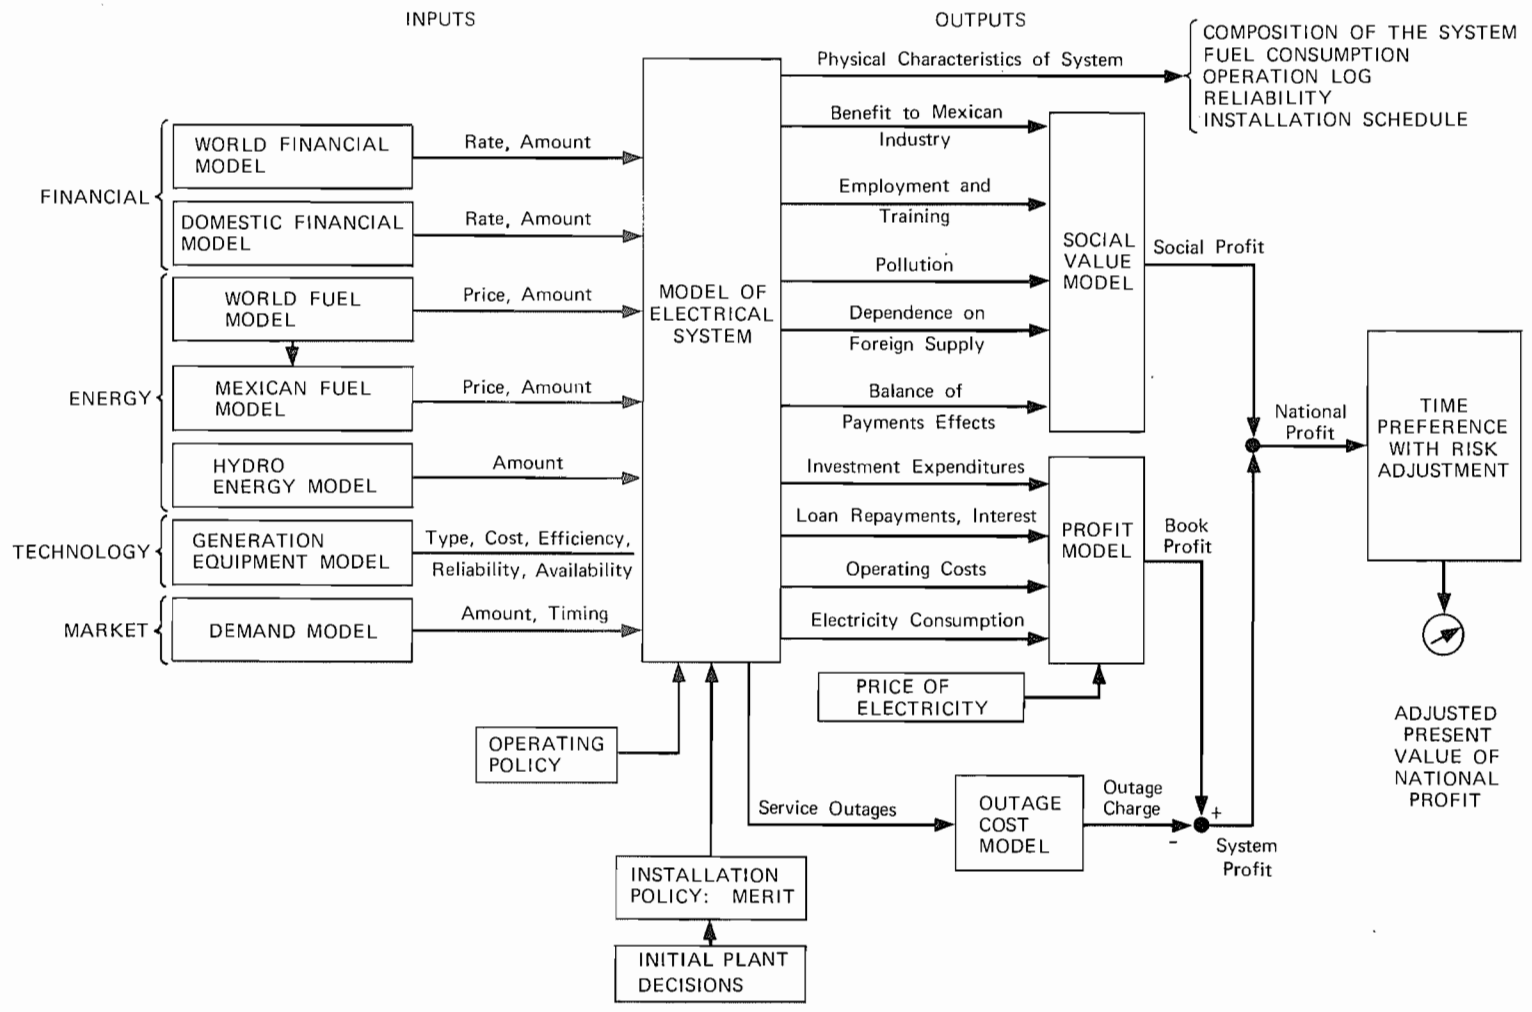 INPUTS
OUTPUTS
FINANCIAL
WORLD FINANCIAL
MODEL
Rate, Amount
DOMESTIC FINANCIAL
MODEL
Rate, Amount
ENERGY
WORLD FUEL
MODEL
Price, Amount
MEXICAN FUEL
MODEL
Price, Amount
HYDRO
ENERGY MODEL
Amount
TECHNOLOGY
GENERATION
EQUIPMENT MODEL
Type, Cost, Efficiency,
Reliability, Availability
MARKET
DEMAND MODEL
Amount, Timing
MODEL OF
ELECTRICAL
SYSTEM
OPERATING
POLICY
INSTALLATION
POLICY: MERIT
INITIAL PLANT
DECISIONS
Physical Characteristics of System
COMPOSITION OF THE SYSTEM
FUEL CONSUMPTION
OPERATION LOG
RELIABILITY
INSTALLATION SCHEDULE
Benefit to Mexican
Industry
Employment and
Training
Pollution
Dependence on
Foreign Supply
Balance of
Payments Effects
SOCIAL
VALUE
MODEL
Social Profit
Investment Expenditures
Loan Repayments, Interest
Operating Costs
Electricity Consumption
PROFIT
MODEL
Book
Profit
PRICE OF
ELECTRICITY
Service Outages
OUTAGE
COST
MODEL
Outage
Charge
+
-
System
Profit
National
Profit
TIME
PREFERENCE
WITH RISK
ADJUSTMENT
ADJUSTED
PRESENT
VALUE OF
NATIONAL
PROFIT